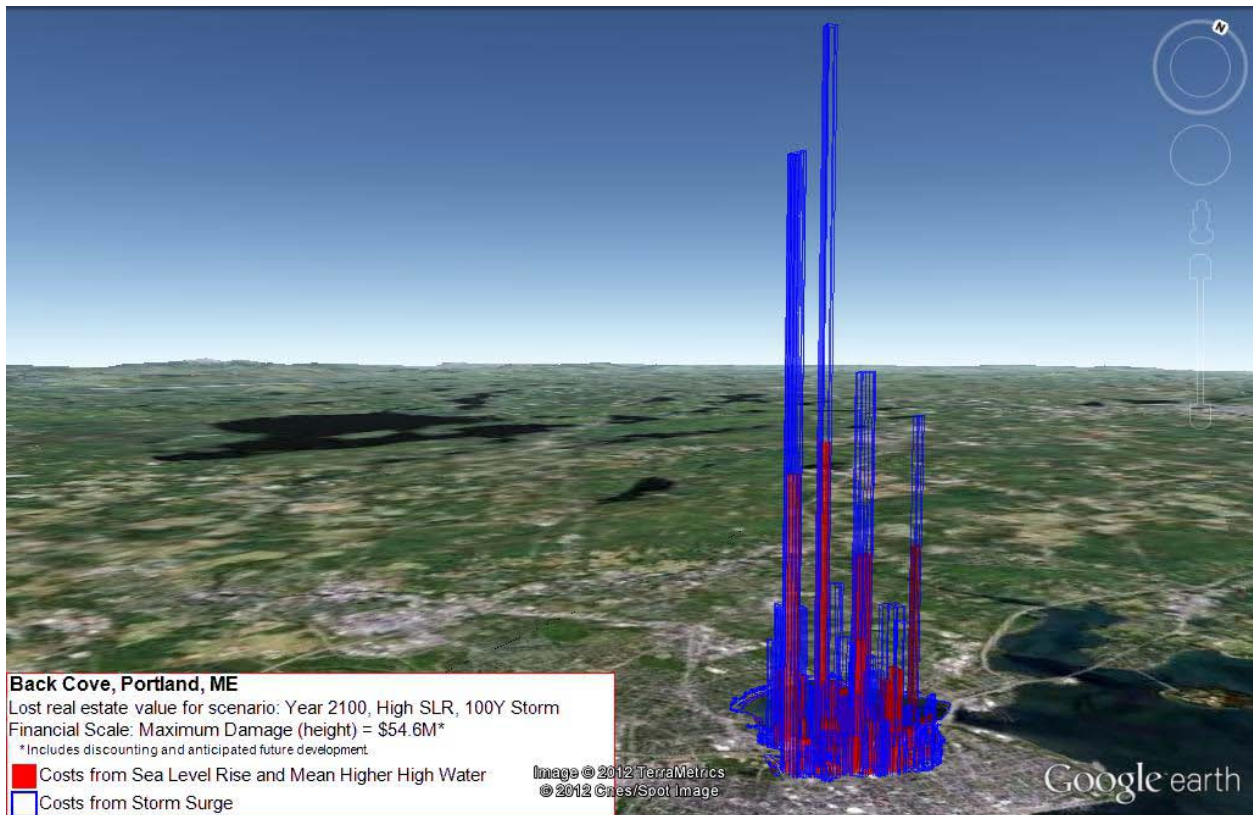 N
Back Cove, Portland, ME
Lost real estate value for scenario: Year 2100, High SLR, 100Y Storm
Financial Scale: Maximum Damage (height) = $54.6M*
*Includes discounting and anticipated future development
Costs from Sea Level Rise and Mean Higher High Water
Costs from Storm Surge
Image © 2012 TerraMetrics
© 2012 Cnes/Spot Image
Google earth